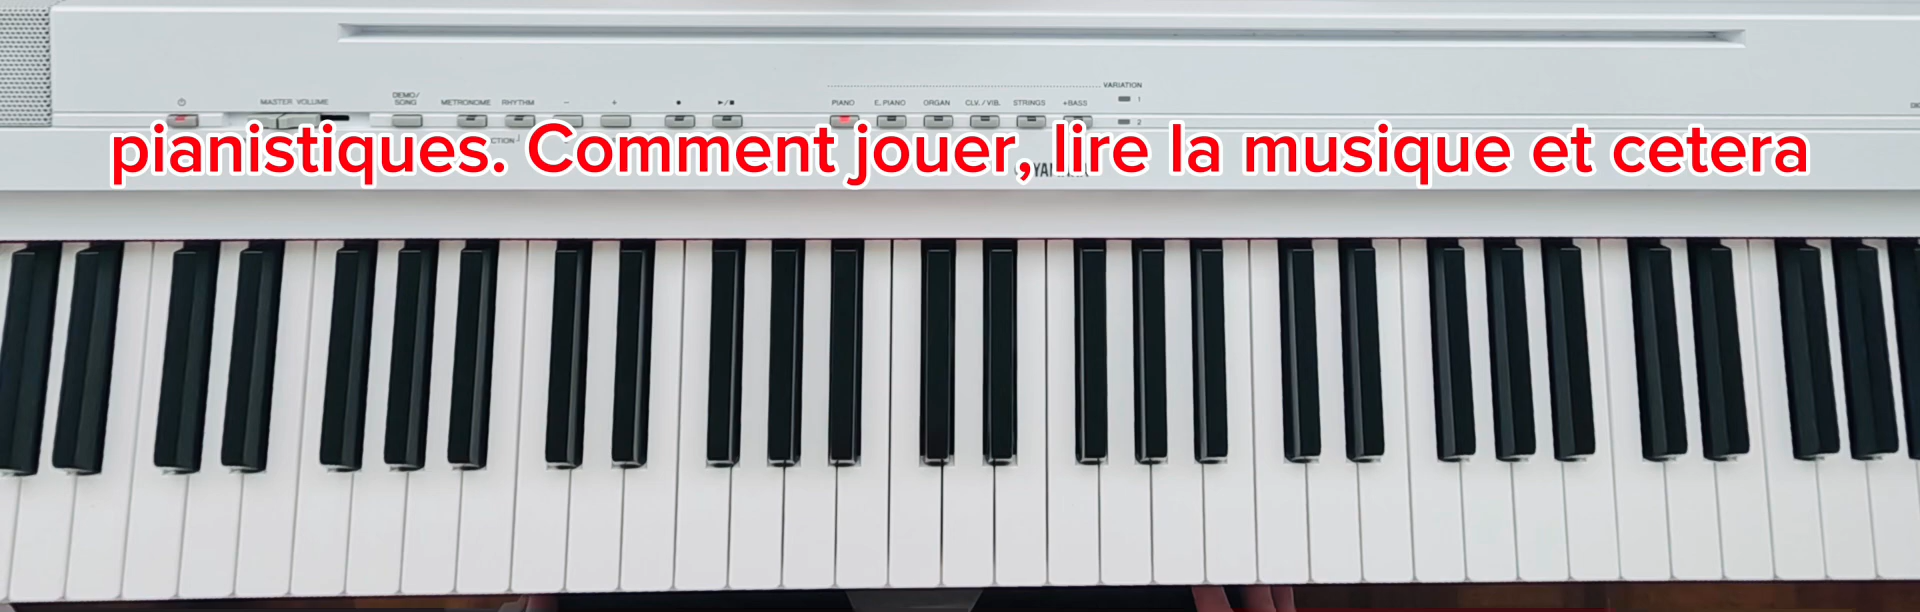 VARIATION
DEMO/
SONG
MASTER VOLUME
METRONOME RHYTHM - +
PIANO E. PIANO ORGAN CLV. / VIB. STRINGS +BASS
1
2
pianistiques. Comment jouer, lire la musique et cetera